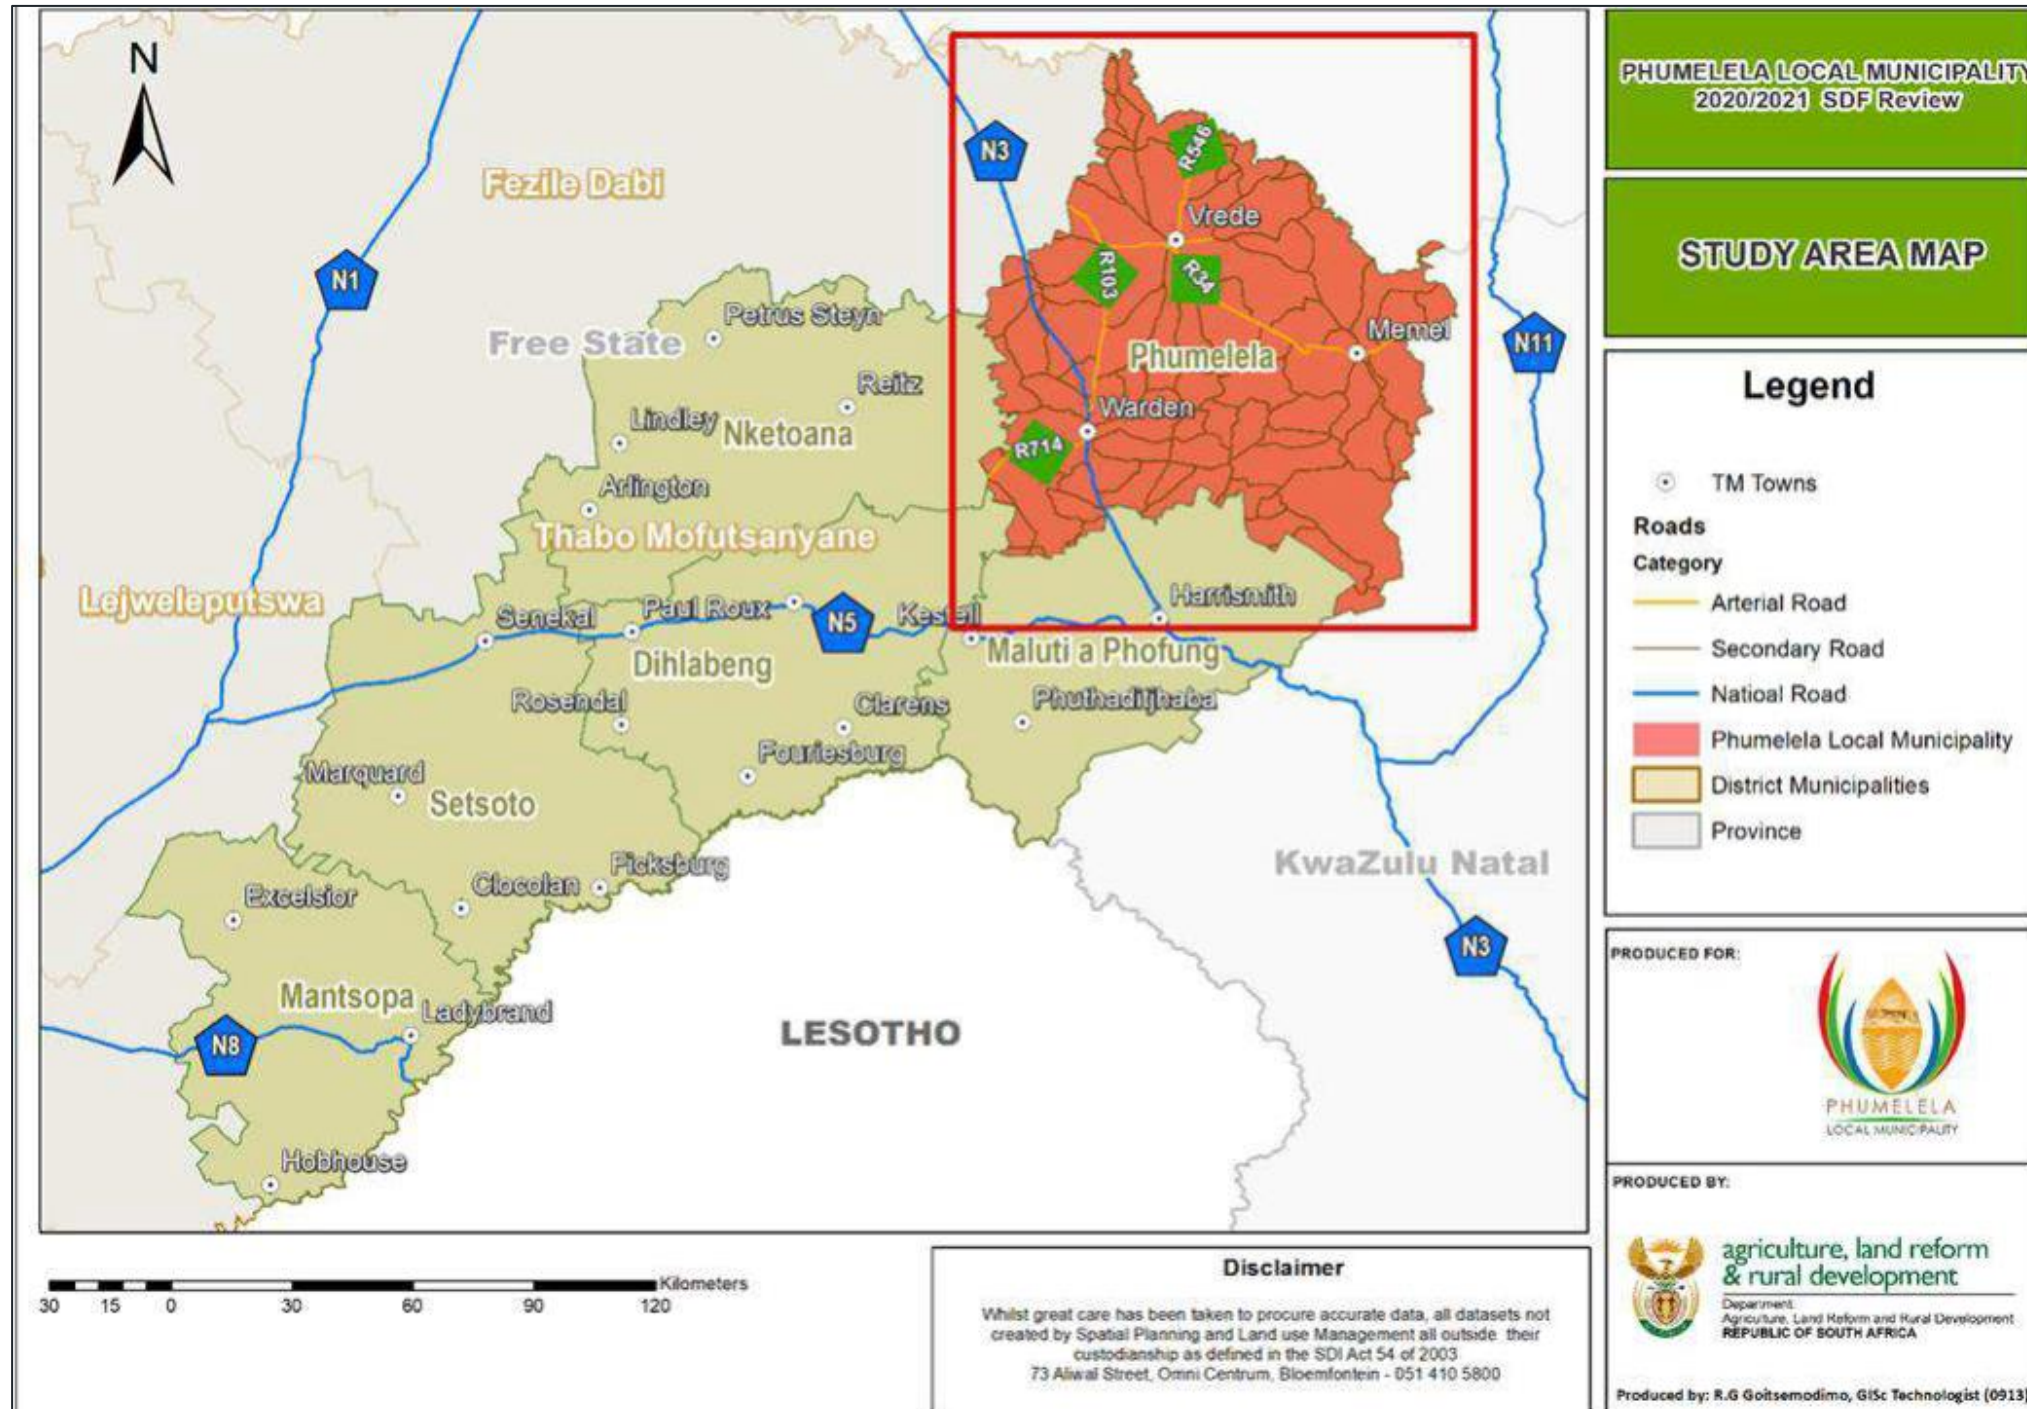 N
N3
R546
Fezile Dabi
Vrede
N1
R103
R34
Petrus Steyn
Free State
Memel
N11
Phumelela
Reitz
Warden
Lindley
Nketoana
R714
Arlington
Thabo Mofutsanyane
Lejweleputswa
Senekal
Paul Roux
N5
Kestell
Harrismith
Dihlabeng
Maluti a Phofung
Rosendal
Clarens
Phuthaditjhaba
Fouriesburg
Marquard
Setsoto
Picksburg
KwaZulu Natal
Clocolan
Excelsior
N3
Mantsopa
Ladybrand
LESOTHO
N8
Hobhouse
Kilometers
30 15 0 30 60 90 120
Disclaimer
Whilst great care has been taken to procure accurate data, all datasets not
created by Spatial Planning and Land use Management all outside their
custodianship as defined in the SDI Act 54 of 2003
73 Aliwal Street, Omni Centrum, Bloemfontein - 051 410 5800
PHUMELELA LOCAL MUNICIPALITY
2020/2021 SDF Review
STUDY AREA MAP
Legend
TM Towns
Roads
Category
Arterial Road
Secondary Road
Natioal Road
Phumelela Local Municipality
District Municipalities
Province
PRODUCED FOR:
PHUMELELA
LOCAL MUNICIPALITY
PRODUCED BY:
agriculture, land reform
& rural development
Department:
Agriculture, Land Reform and Rural Development
REPUBLIC OF SOUTH AFRICA
Produced by: R.G Goitsemodimo, GISc Technologist (0913)